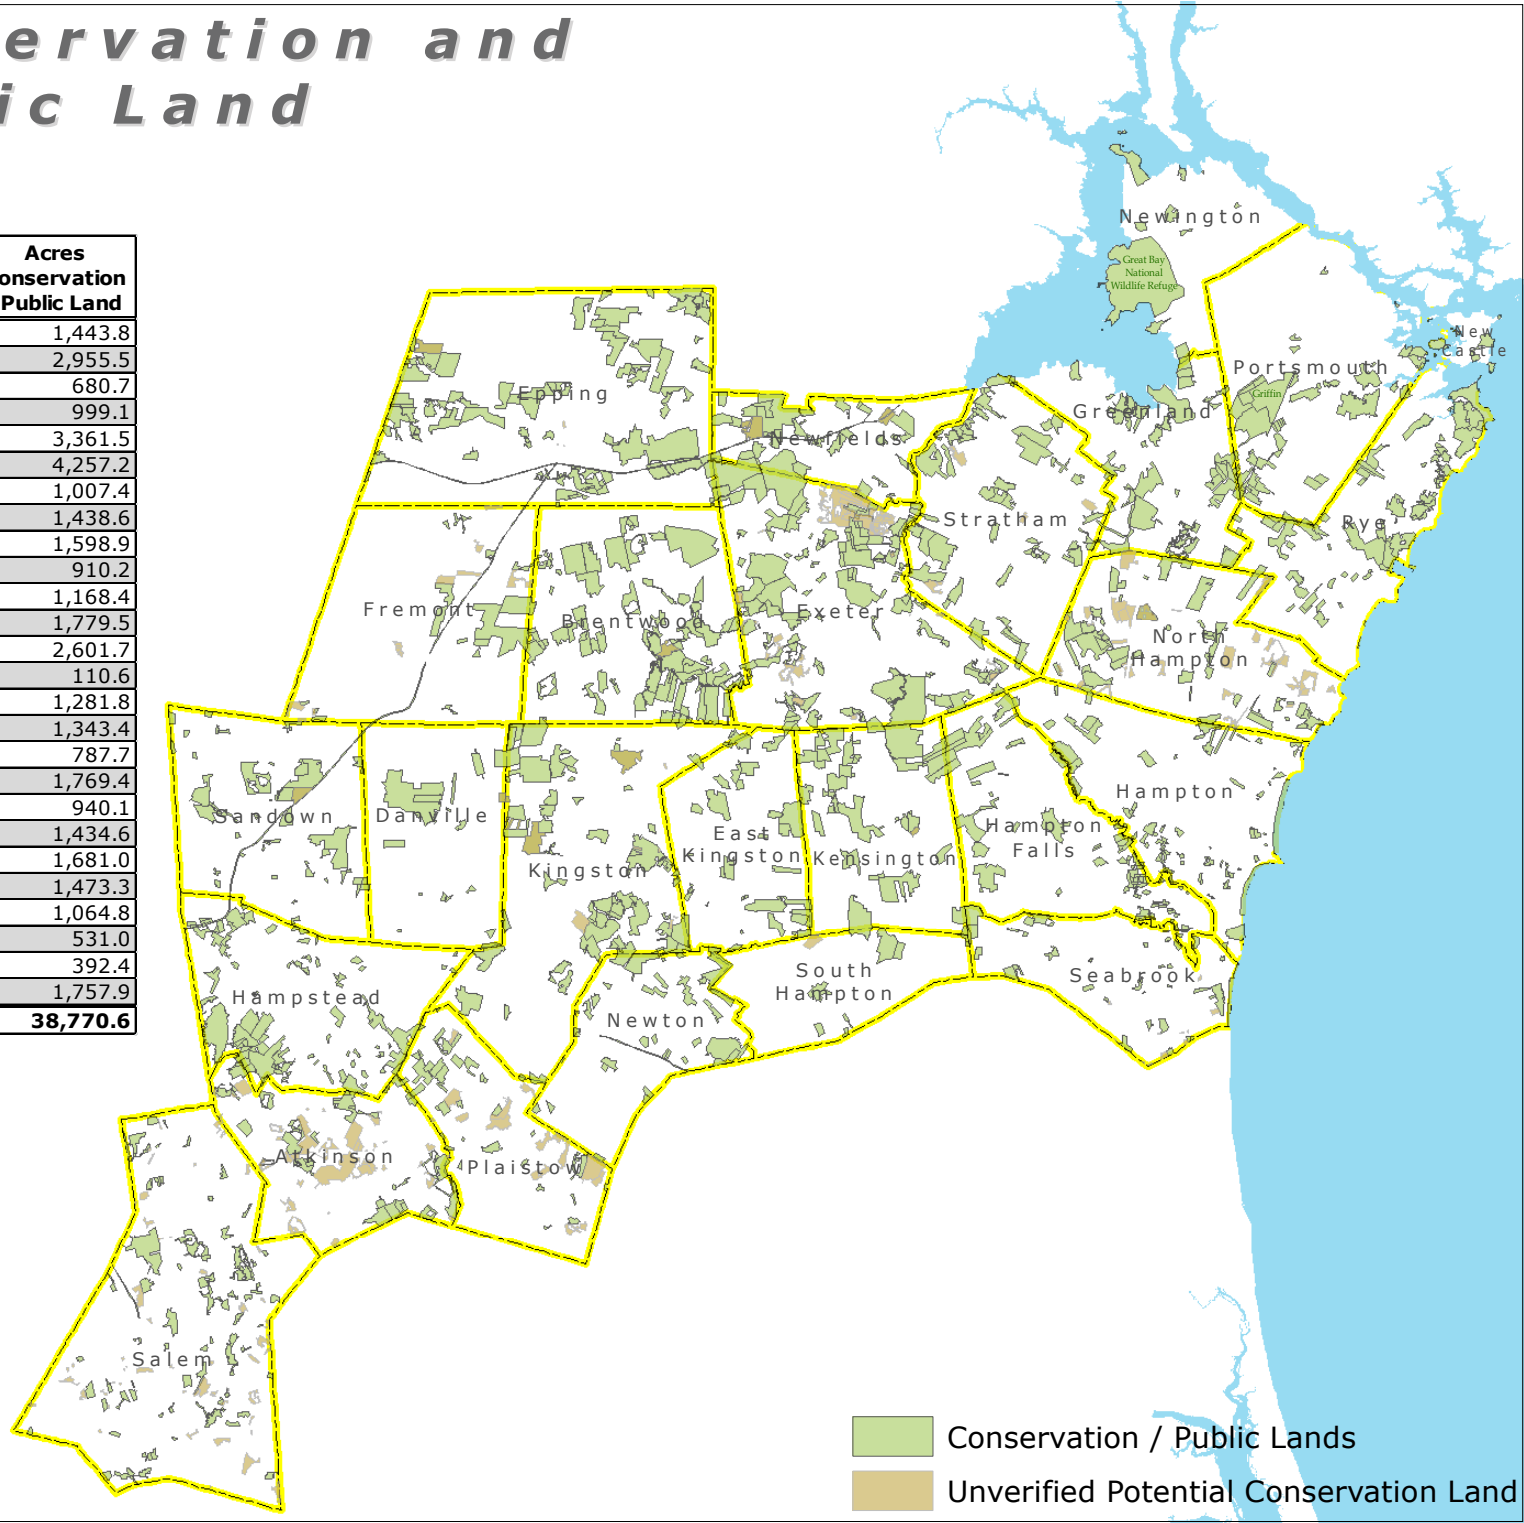 ervation and
ic Land
Acres
onservation
Public Land
1,443.8
2,955.5
680.7
999.1
3,361.5
4,257.2
1,007.4
1,438.6
1,598.9
910.2
1,168.4
1,779.5
2,601.7
110.6
1,281.8
1,343.4
787.7
1,769.4
940.1
1,434.6
1,681.0
1,473.3
1,064.8
531.0
392.4
1,757.9
38,770.6
Newington
Great Bay
National
Wildlife Refuge
New
Castle
Portsmouth
Griffin
Greenland
Epping
Newfields
Stratham
Rye
Fremont
Brentwood
Exeter
North
Hampton
Hampton
Sandown
Danville
Kingston
East
Kingston
Kensington
Hampton
Falls
Hampstead
Newton
South
Hampton
Seabrook
Atkinson
Plaistow
Salem
Conservation / Public Lands
Unverified Potential Conservation Land